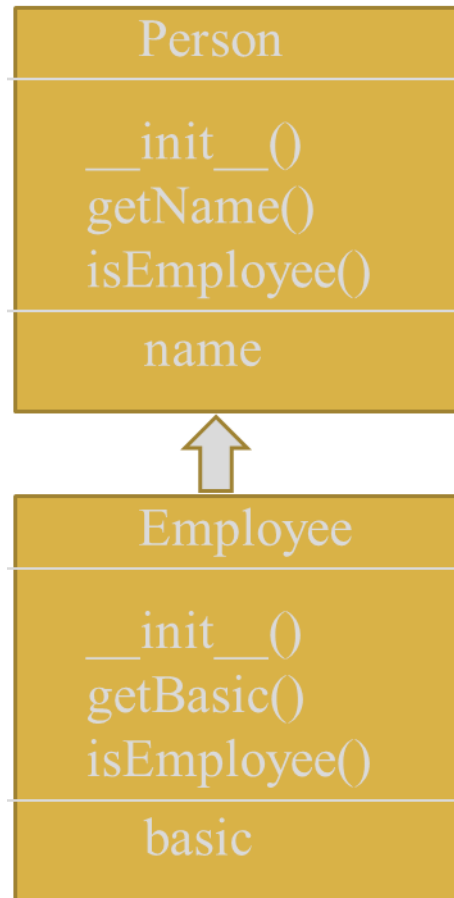 Person
__init__()
getName()
isEmployee()
name
Employee
__init__()
getBasic()
isEmployee()
basic